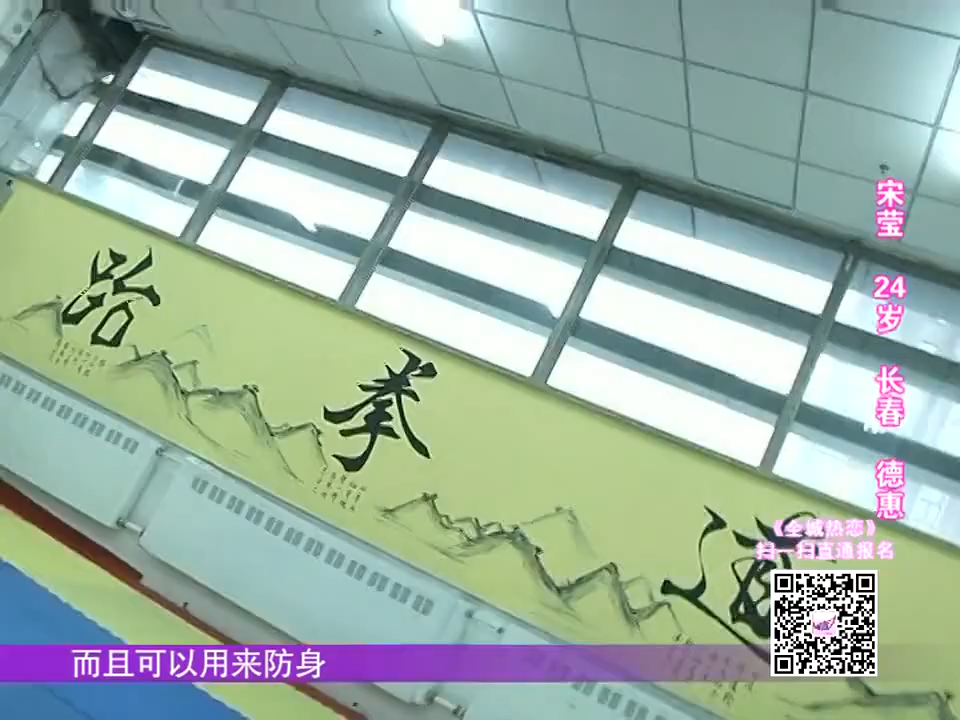 跆
拳
道
宋莹 24岁 长春 德惠
《全城热恋》
扫一扫直通报名
而且可以用来防身